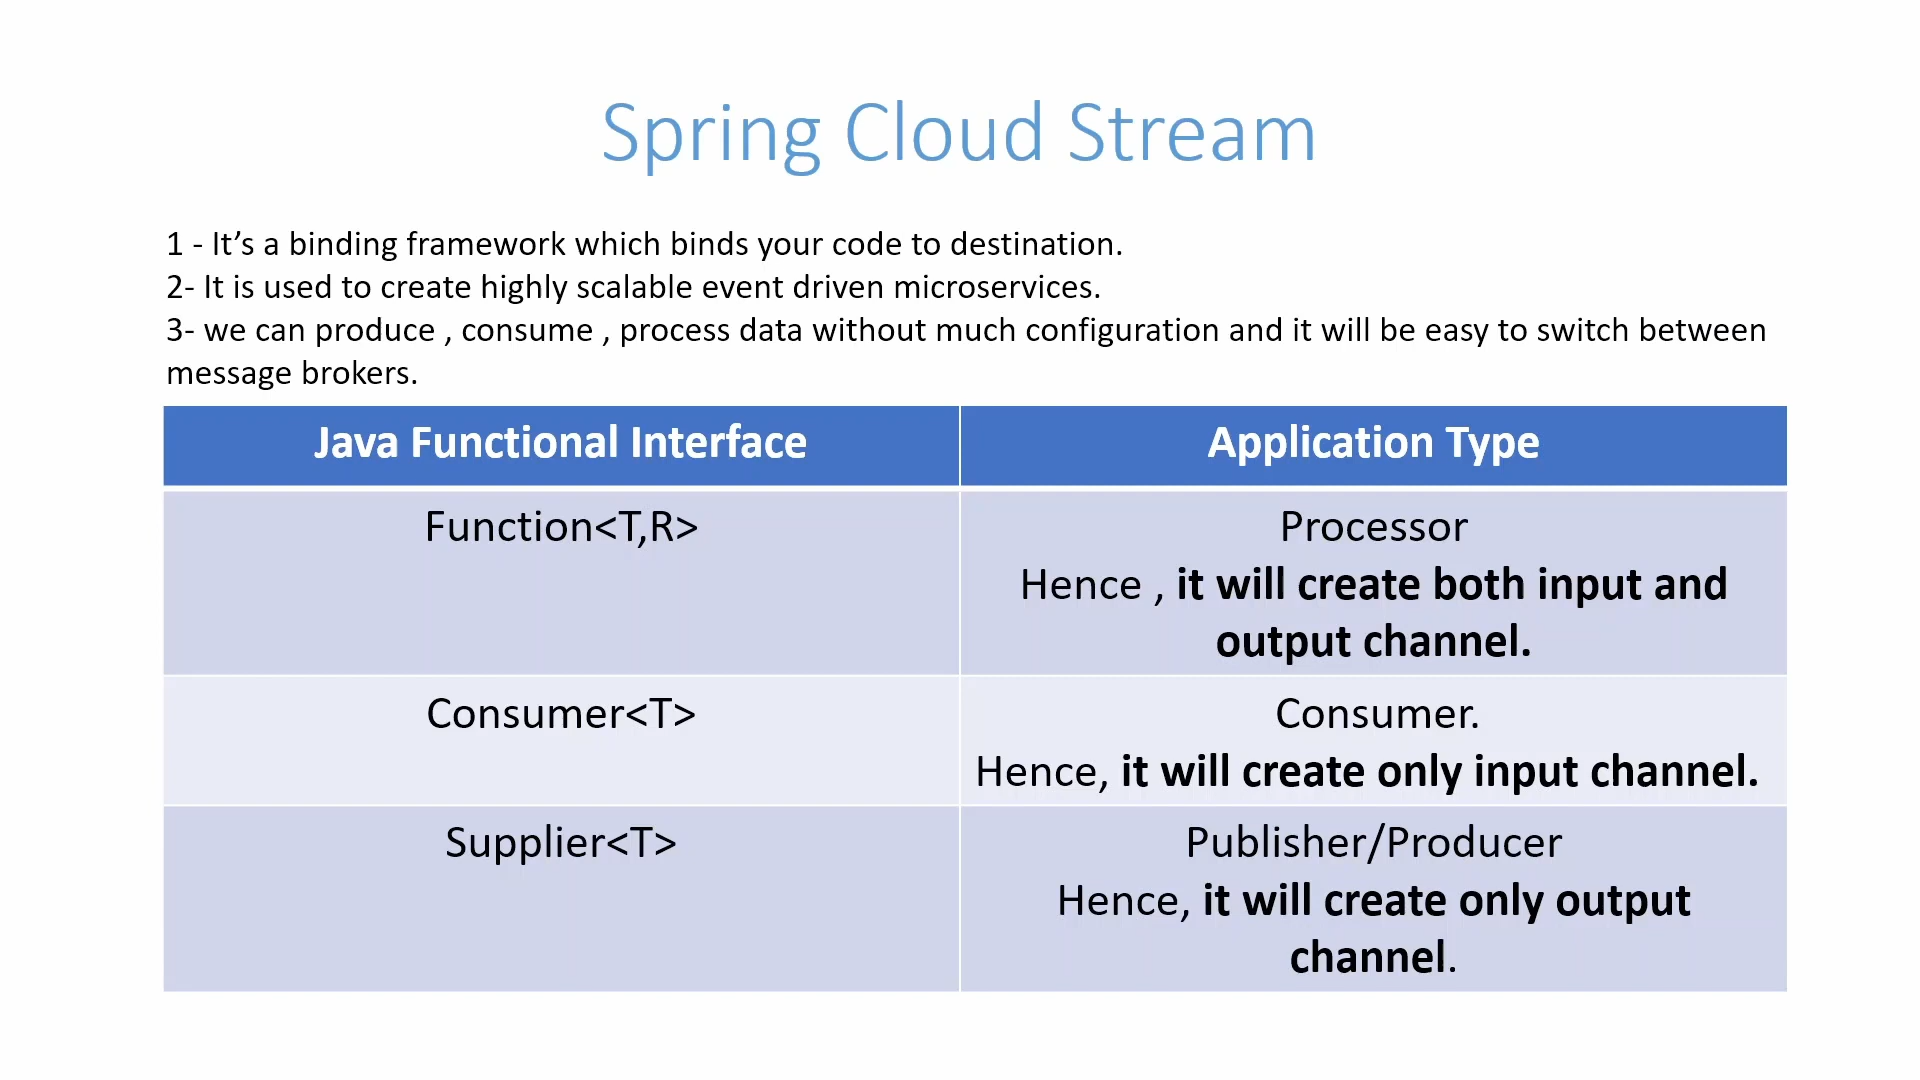 Spring Cloud Stream
1 - It’s a binding framework which binds your code to destination.
2- It is used to create highly scalable event driven microservices.
3- we can produce , consume , process data without much configuration and it will be easy to switch between
message brokers.
Java Functional Interface
Application Type
Function<T,R>
Processor
Hence , it will create both input and
output channel.
Consumer<T>
Consumer.
Hence, it will create only input channel.
Supplier<T>
Publisher/Producer
Hence, it will create only output
channel.